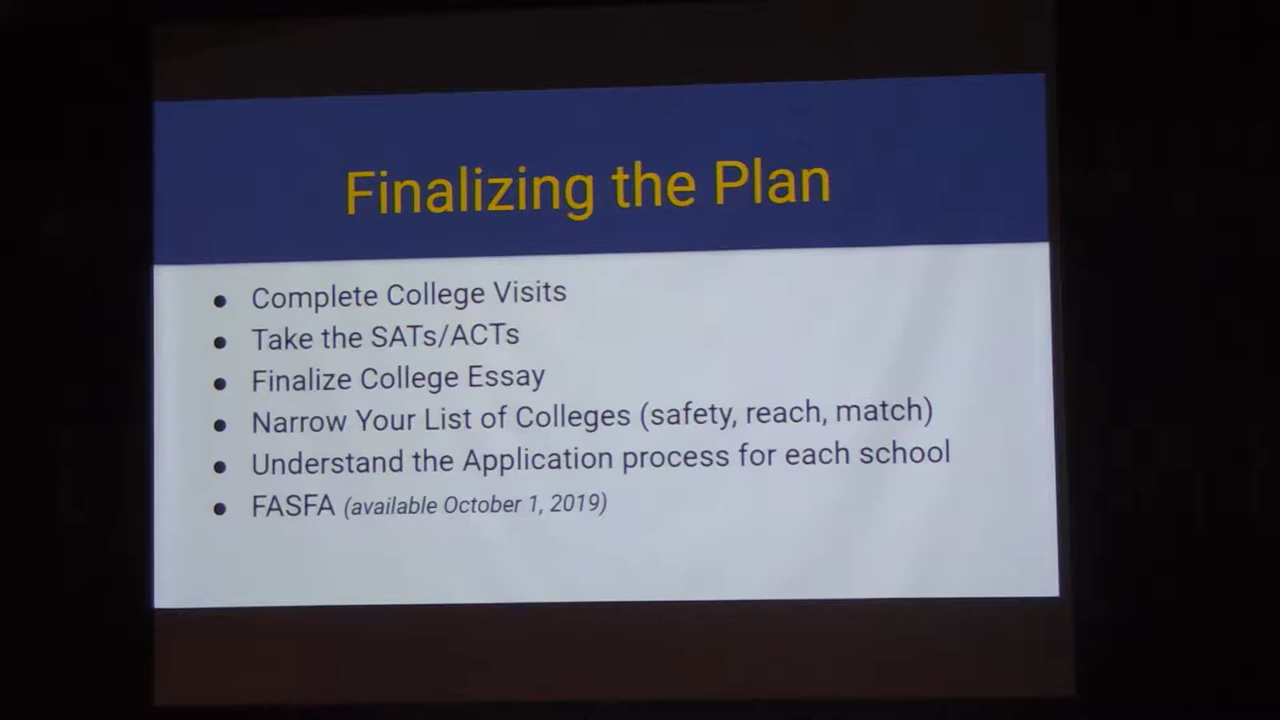 Finalizing the Plan
● Complete College Visits
● Take the SATs/ACTs
● Finalize College Essay
● Narrow Your List of Colleges (safety, reach, match)
● Understand the Application process for each school
● FASFA (available October 1, 2019)